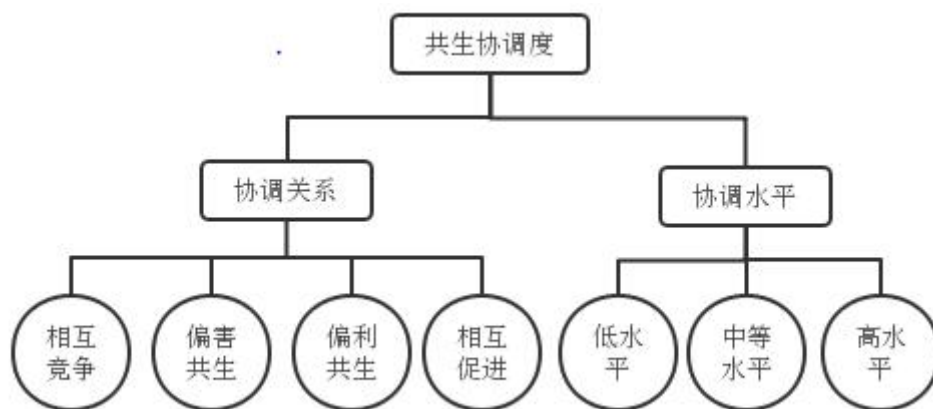 共生协调度
协调关系
协调水平
相互
竞争
偏害
共生
偏利
共生
相互
促进
低水
平
中等
水平
高水
平